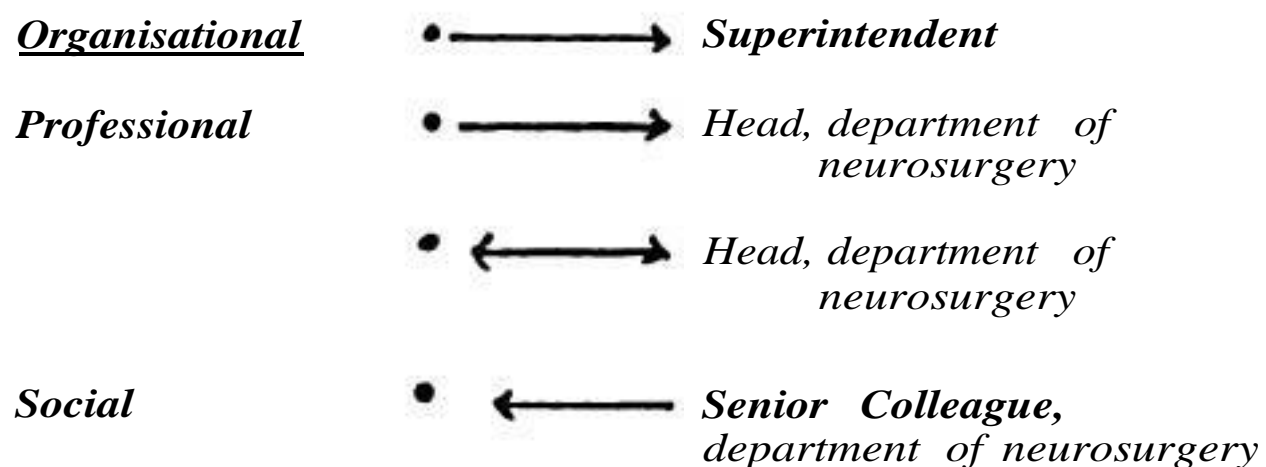 Organisational Superintendent
Professional Head, department of
neurosurgery
Head, department of
neurosurgery
Social Senior Colleague,
department of neurosurgery